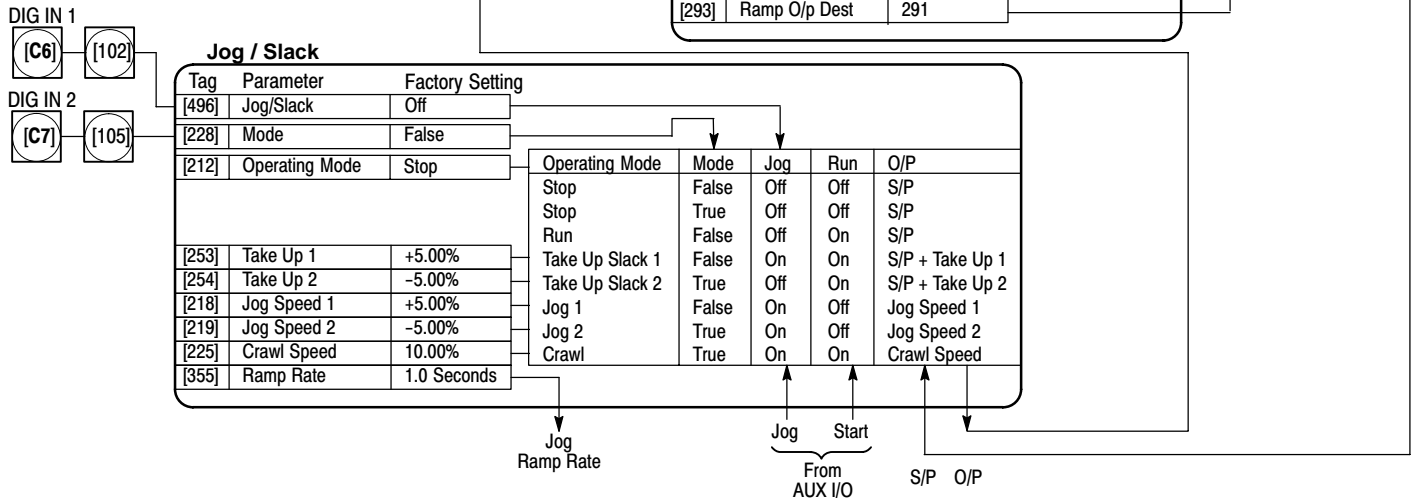 [293] Ramp O/p Dest 291
DIG IN 1
[C6] [102]
Jog / Slack
Tag Parameter Factory Setting
[496] Jog/Slack Off
DIG IN 2
[C7] [105]
[228] Mode False
[212] Operating Mode Stop
Operating Mode Mode Jog Run O/P
Stop False Off Off S/P
Stop True Off Off S/P
Run False Off On S/P
[253] Take Up 1 +5.00% Take Up Slack 1 False On On S/P + Take Up 1
[254] Take Up 2 −5.00% Take Up Slack 2 True Off On S/P + Take Up 2
[218] Jog Speed 1 +5.00% Jog 1 False On Off Jog Speed 1
[219] Jog Speed 2 −5.00% Jog 2 True On Off Jog Speed 2
[225] Crawl Speed 10.00% Crawl True On On Crawl Speed
[355] Ramp Rate 1.0 Seconds
Jog Start
Jog
Ramp Rate
From
AUX I/O
S/P O/P